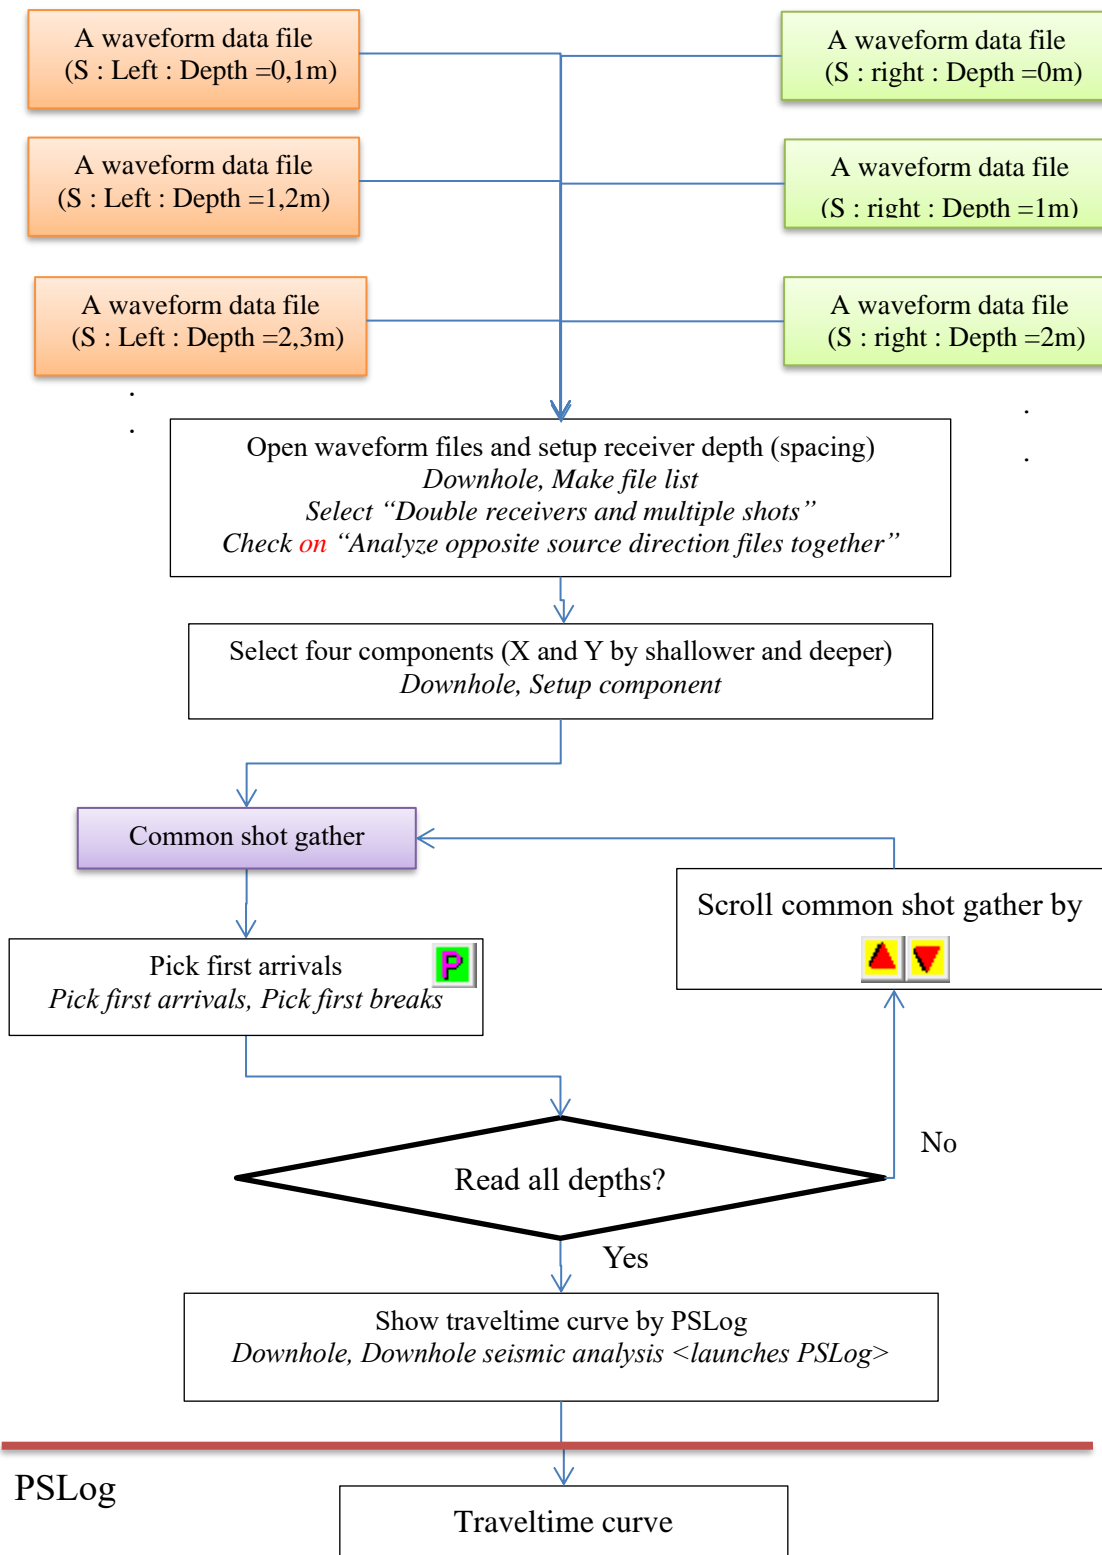 A waveform data file
(S : Left : Depth =0,1m)
A waveform data file
(S : right : Depth =0m)
A waveform data file
(S : Left : Depth =1,2m)
A waveform data file
(S : right : Depth =1m)
A waveform data file
(S : Left : Depth =2,3m)
A waveform data file
(S : right : Depth =2m)
.
.
.
.
Open waveform files and setup receiver depth (spacing)
Downhole, Make file list
Select “Double receivers and multiple shots”
Check on “Analyze opposite source direction files together”
Select four components (X and Y by shallower and deeper)
Downhole, Setup component
Common shot gather
Scroll common shot gather by
Pick first arrivals
P
Pick first arrivals, Pick first breaks
Read all depths?
No
Yes
Show traveltime curve by PSLog
Downhole, Downhole seismic analysis <launches PSLog>
PSLog
Traveltime curve